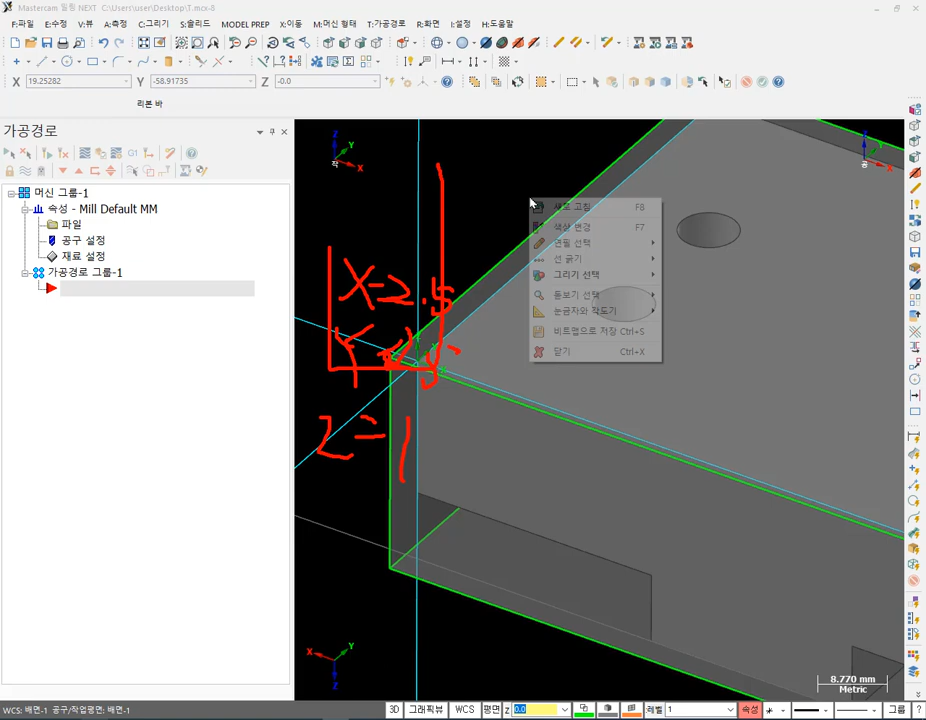 Mastercam 밀링 NEXT C:\Users\user\Desktop\T.mcx-8
F:파일 E:수정 V:뷰 A:측정 C:그리기 S:솔리드 MODEL PREP X:이동 M:머신 형태 T:가공경로 R:화면 I:설정 H:도움말
X 19.25282 Y -58.91735 Z -0.0
리본 바
가공경로
머신 그룹-1
속성 - Mill Default MM
파일
공구 설정
재료 설정
가공경로 그룹-1
새로 고침 F8
색상 변경 F7
연필 선택
선 굵기
그리기 선택
돋보기 선택
눈금자와 각도기
비트맵으로 저장 Ctrl+S
닫기 Ctrl+X
X=2.5
Z=1
8.770 mm
Metric
WCS: 배면-1 공구/작업평면: 배면-1
3D 그래픽뷰 WCS 평면 Z 0.0 레벨 1 속성 그룹